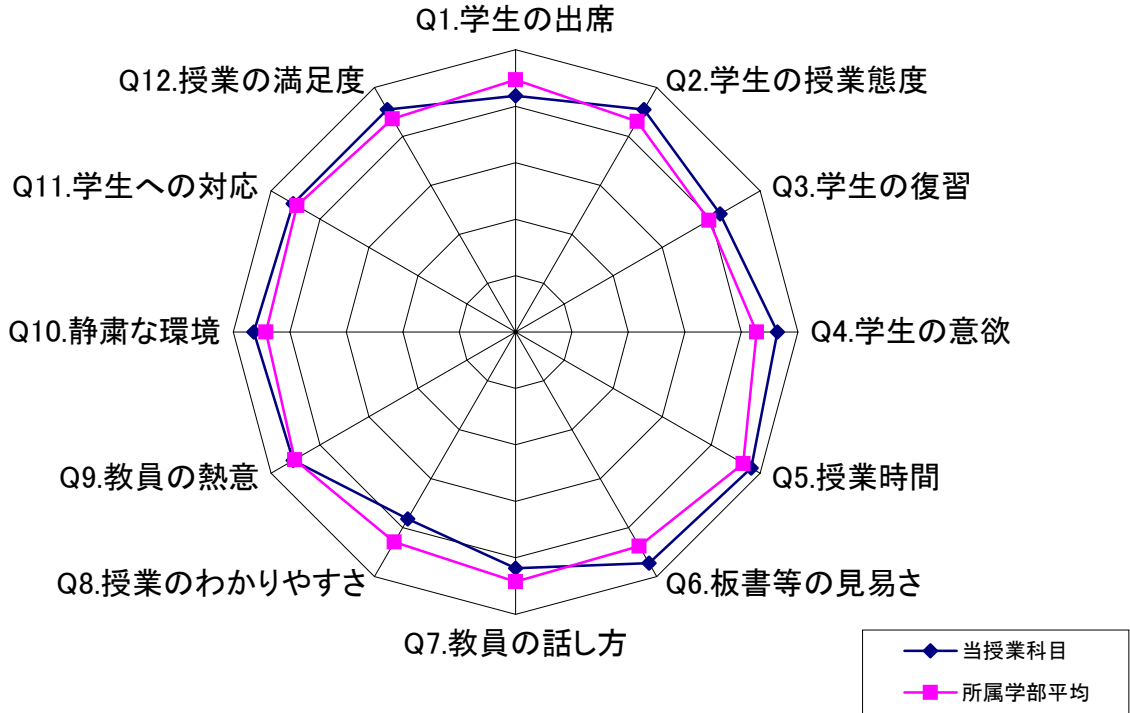 Q1.学生の出席
Q2.学生の授業態度
Q3.学生の復習
Q4.学生の意欲
Q5.授業時間
Q6.板書等の見易さ
Q7.教員の話し方
Q8.授業のわかりやすさ
Q9.教員の熱意
Q10.静粛な環境
Q11.学生への対応
Q12.授業の満足度
当授業科目
所属学部平均